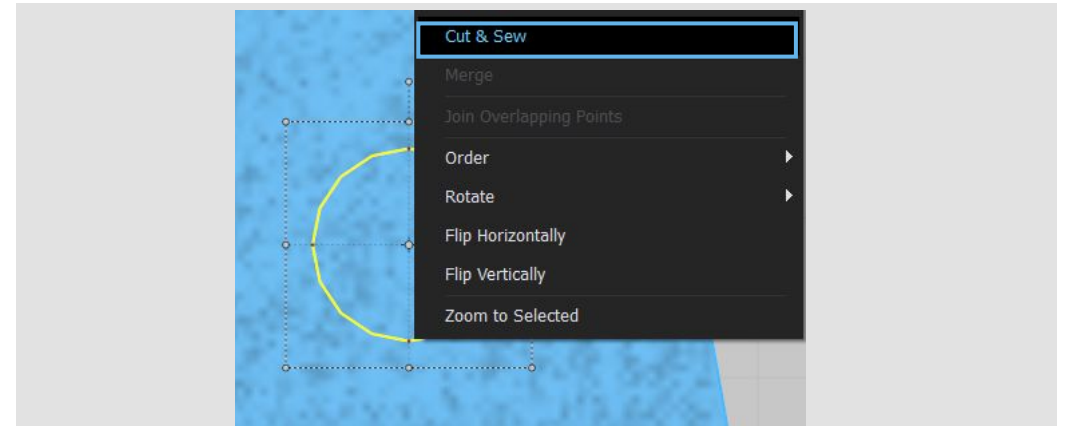 Cut & Sew
Merge
Join Overlapping Points
Order
Rotate
Flip Horizontally
Flip Vertically
Zoom to Selected